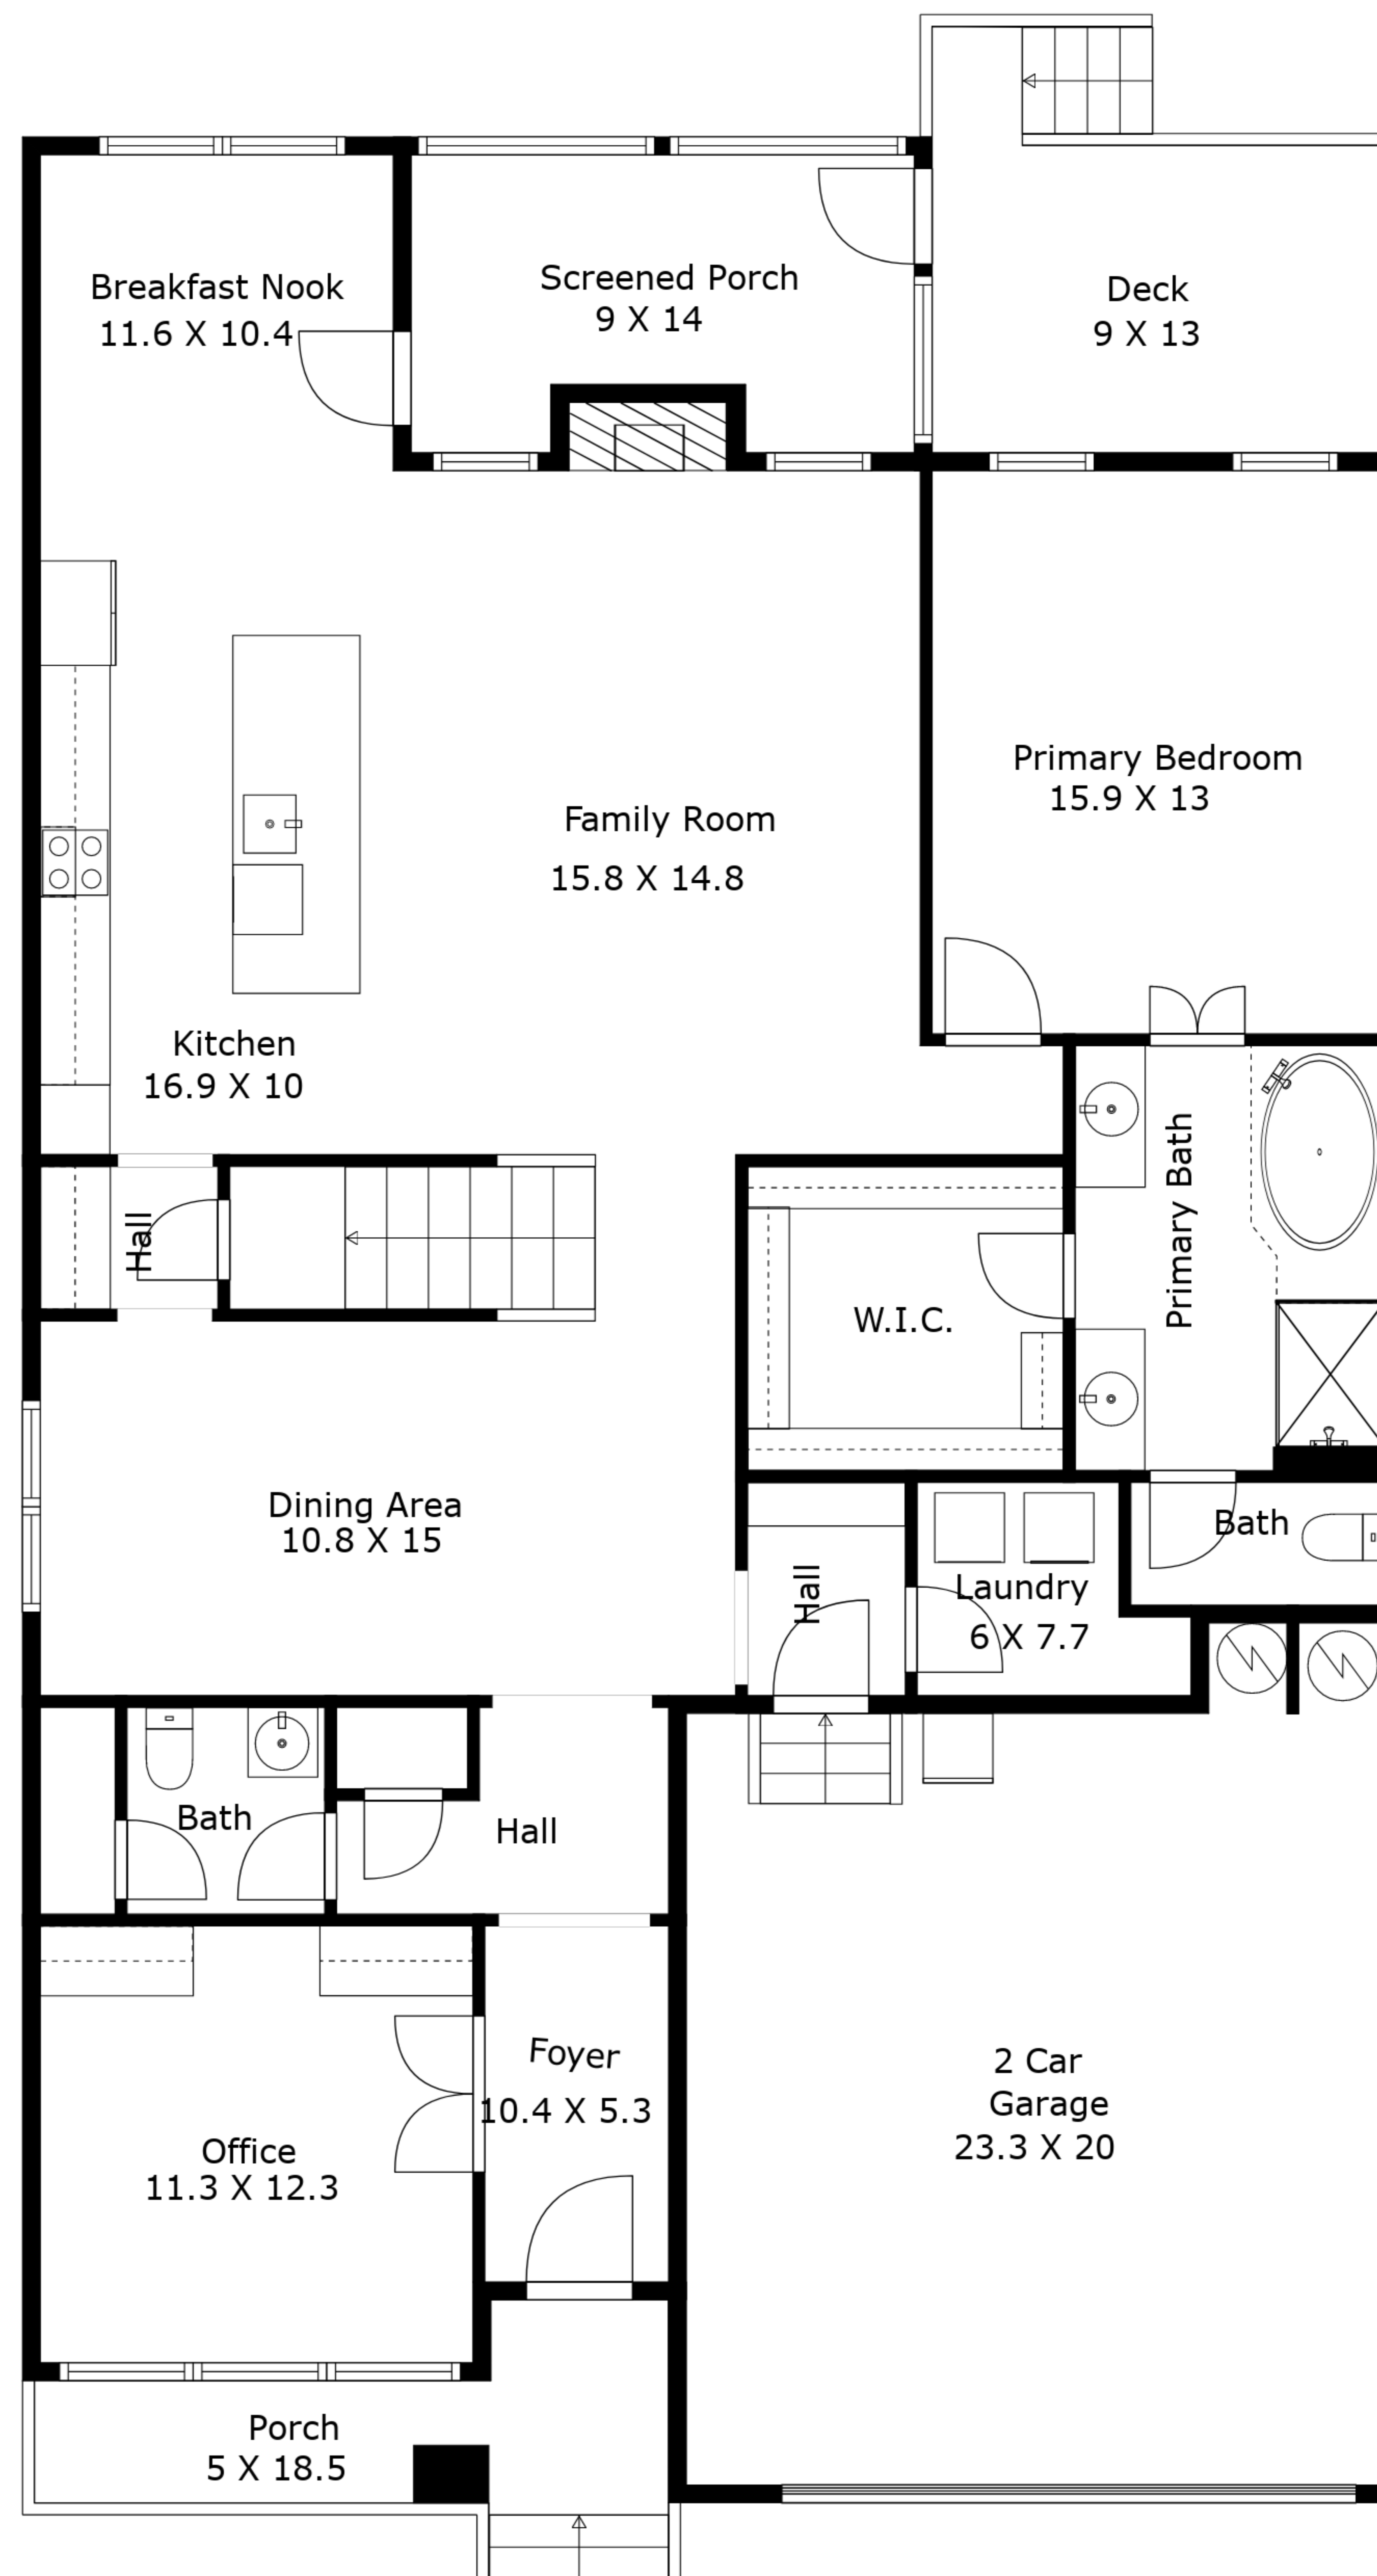 Breakfast Nook
11.6 X 10.4
Screened Porch
9 X 14
Deck
9 X 13
Primary Bedroom
15.9 X 13
Family Room
15.8 X 14.8
Kitchen
16.9 X 10
Hall
Primary Bath
W.I.C.
Dining Area
10.8 X 15
Hall
Laundry
6 X 7.7
Bath
Bath
Hall
Foyer
10.4 X 5.3
Office
11.3 X 12.3
2 Car
Garage
23.3 X 20
Porch
5 X 18.5